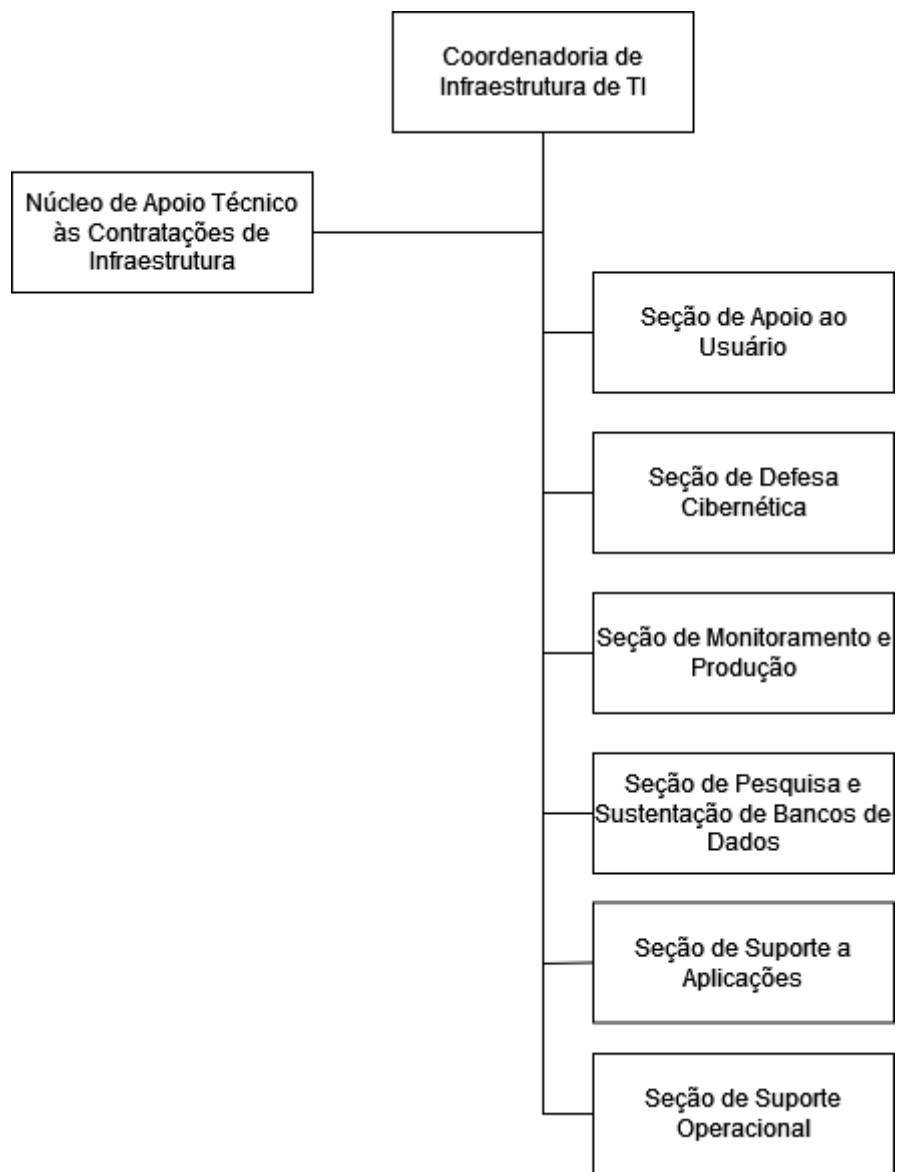 Coordenadoria de
Infraestrutura de TI
Núcleo de Apoio Técnico
às Contratações de
Infraestrutura
Seção de Apoio ao
Usuário
Seção de Defesa
Cibernética
Seção de Monitoramento e
Produção
Seção de Pesquisa e
Sustentação de Bancos de
Dados
Seção de Suporte a
Aplicações
Seção de Suporte
Operacional